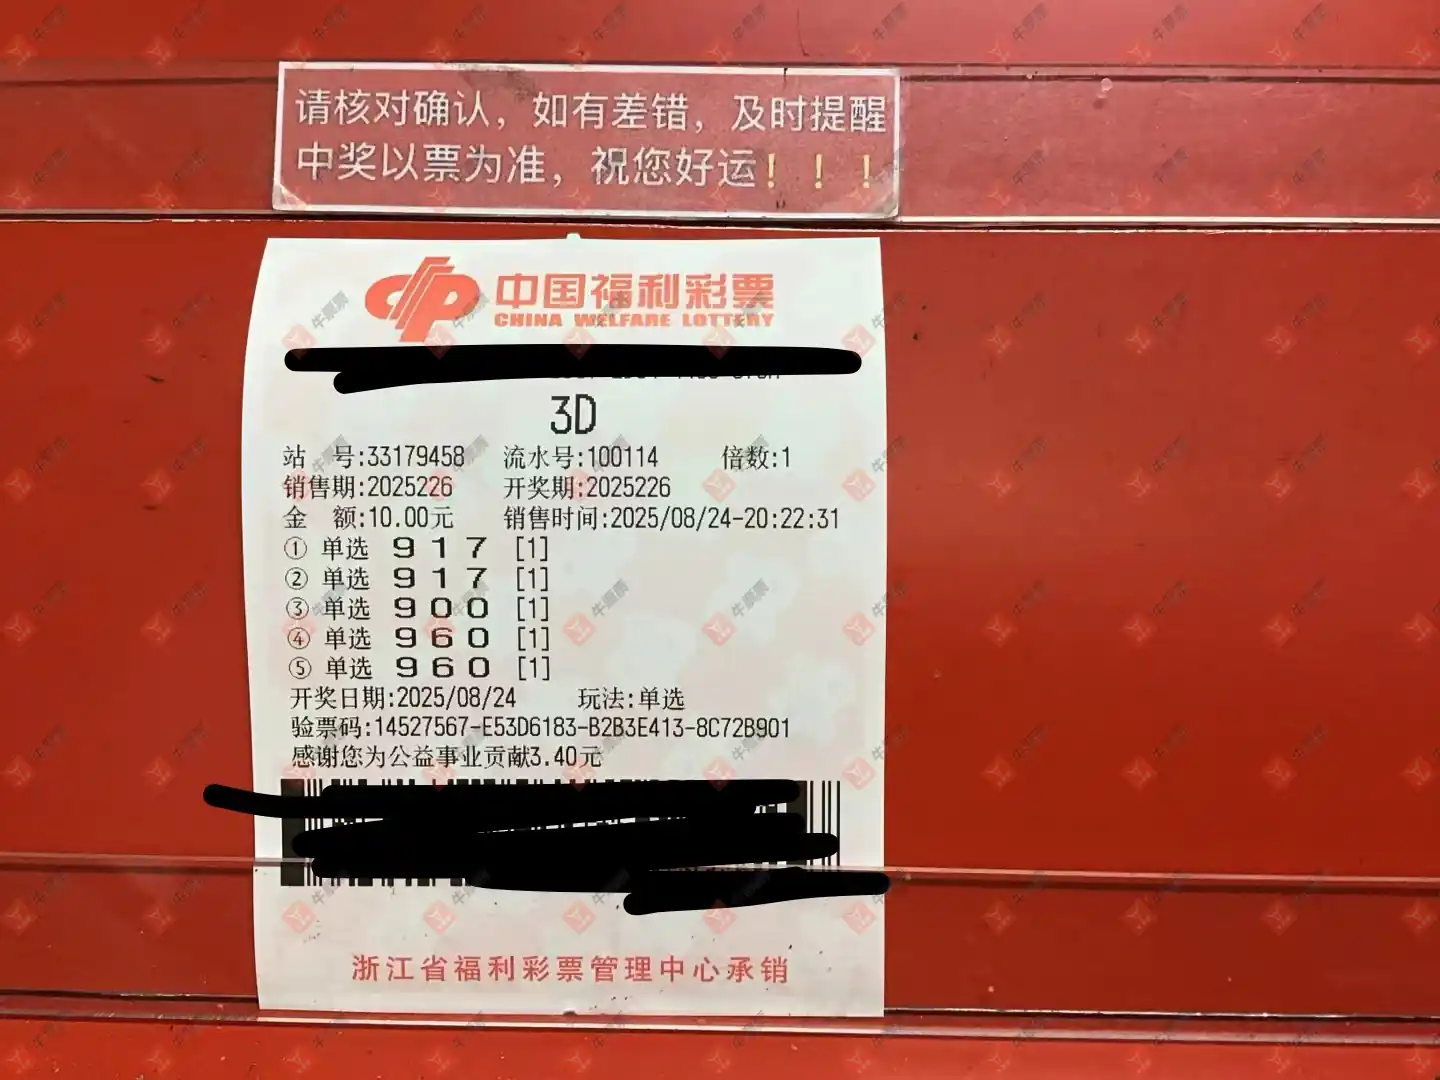 请核对确认，如有差错，及时提醒
中奖以票为准，祝您好运！！！
中国福利彩票
CHINA WELFARE LOTTERY
3D
站 号:33179458 流水号:100114 倍数:1
销售期:2025226 开奖期:2025226
金 额:10.00元 销售时间:2025/08/24-20:22:31
① 单选 9 1 7 [1]
② 单选 9 1 7 [1]
③ 单选 9 0 0 [1]
④ 单选 9 6 0 [1]
⑤ 单选 9 6 0 [1]
开奖日期:2025/08/24 玩法:单选
验票码:14527567-E53D6183-B2B3E413-8C72B901
感谢您为公益事业贡献3.40元
浙江省福利彩票管理中心承销
牛票票